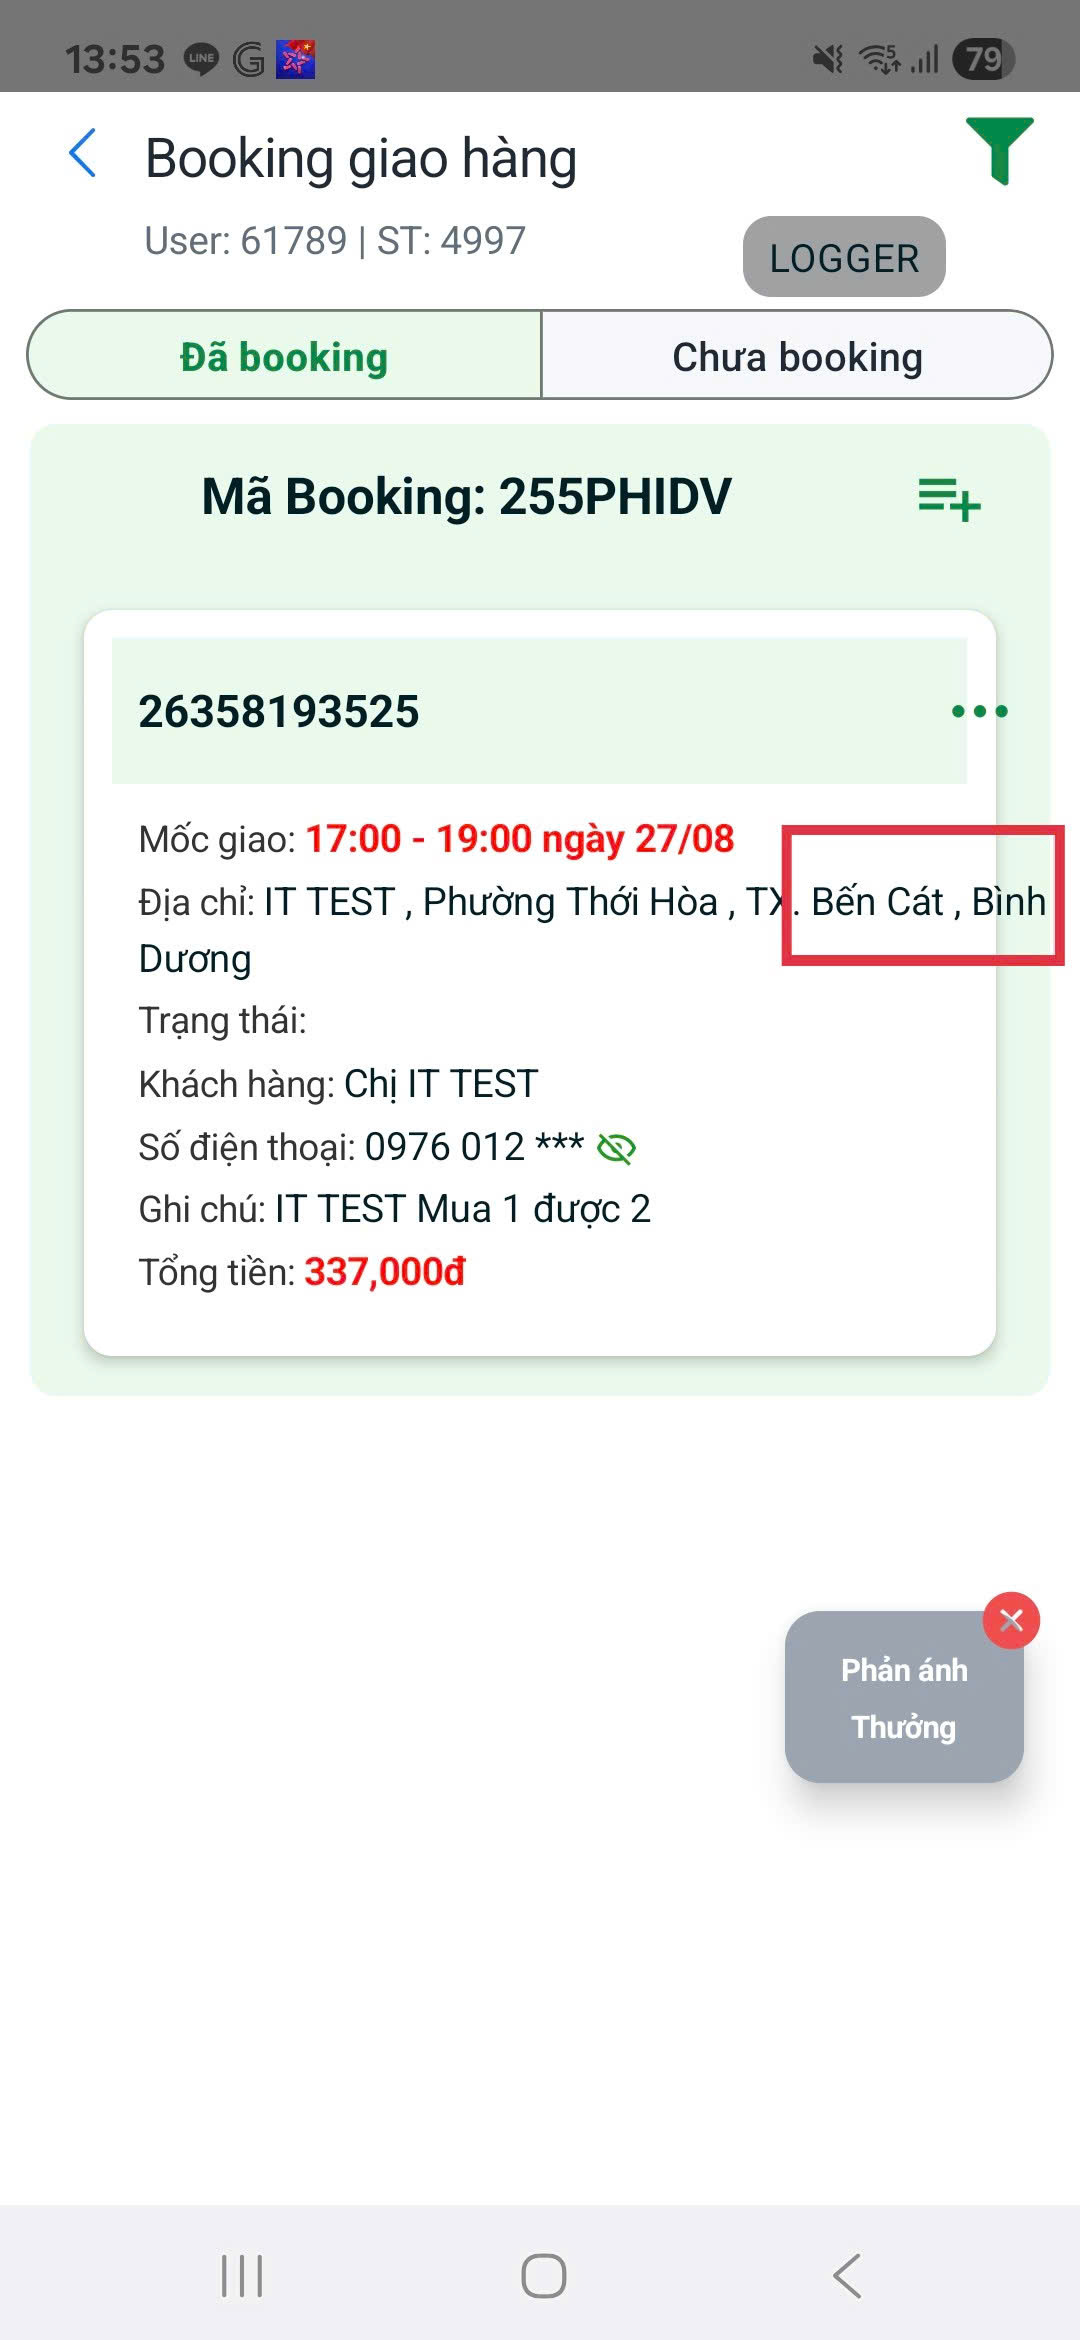 13:53 LINE G 5 79
Booking giao hàng
User: 61789 | ST: 4997
LOGGER
Đã booking
Chưa booking
Mã Booking: 255PHIDV
26358193525
Mốc giao: 17:00 - 19:00 ngày 27/08
Địa chỉ: IT TEST , Phường Thới Hòa , TX. Bến Cát , Bình
Dương
Trạng thái:
Khách hàng: Chị IT TEST
Số điện thoại: 0976 012 ***
Ghi chú: IT TEST Mua 1 được 2
Tổng tiền: 337,000đ
Phản ánh
Thưởng